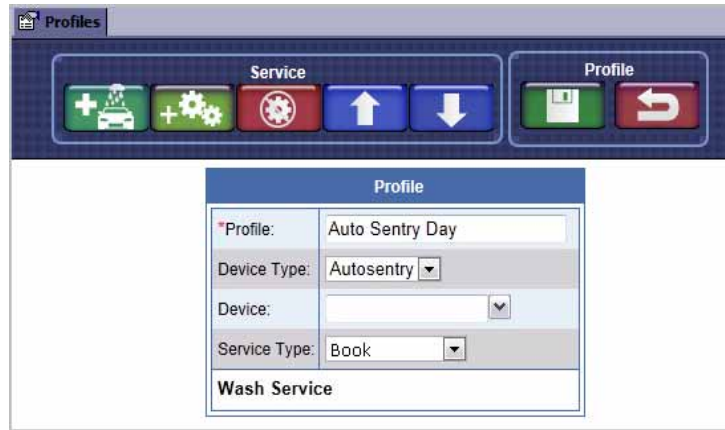 Profiles
Service
Profile
Profile
*Profile: Auto Sentry Day
Device Type: Autosentry
Device:
Service Type: Book
Wash Service